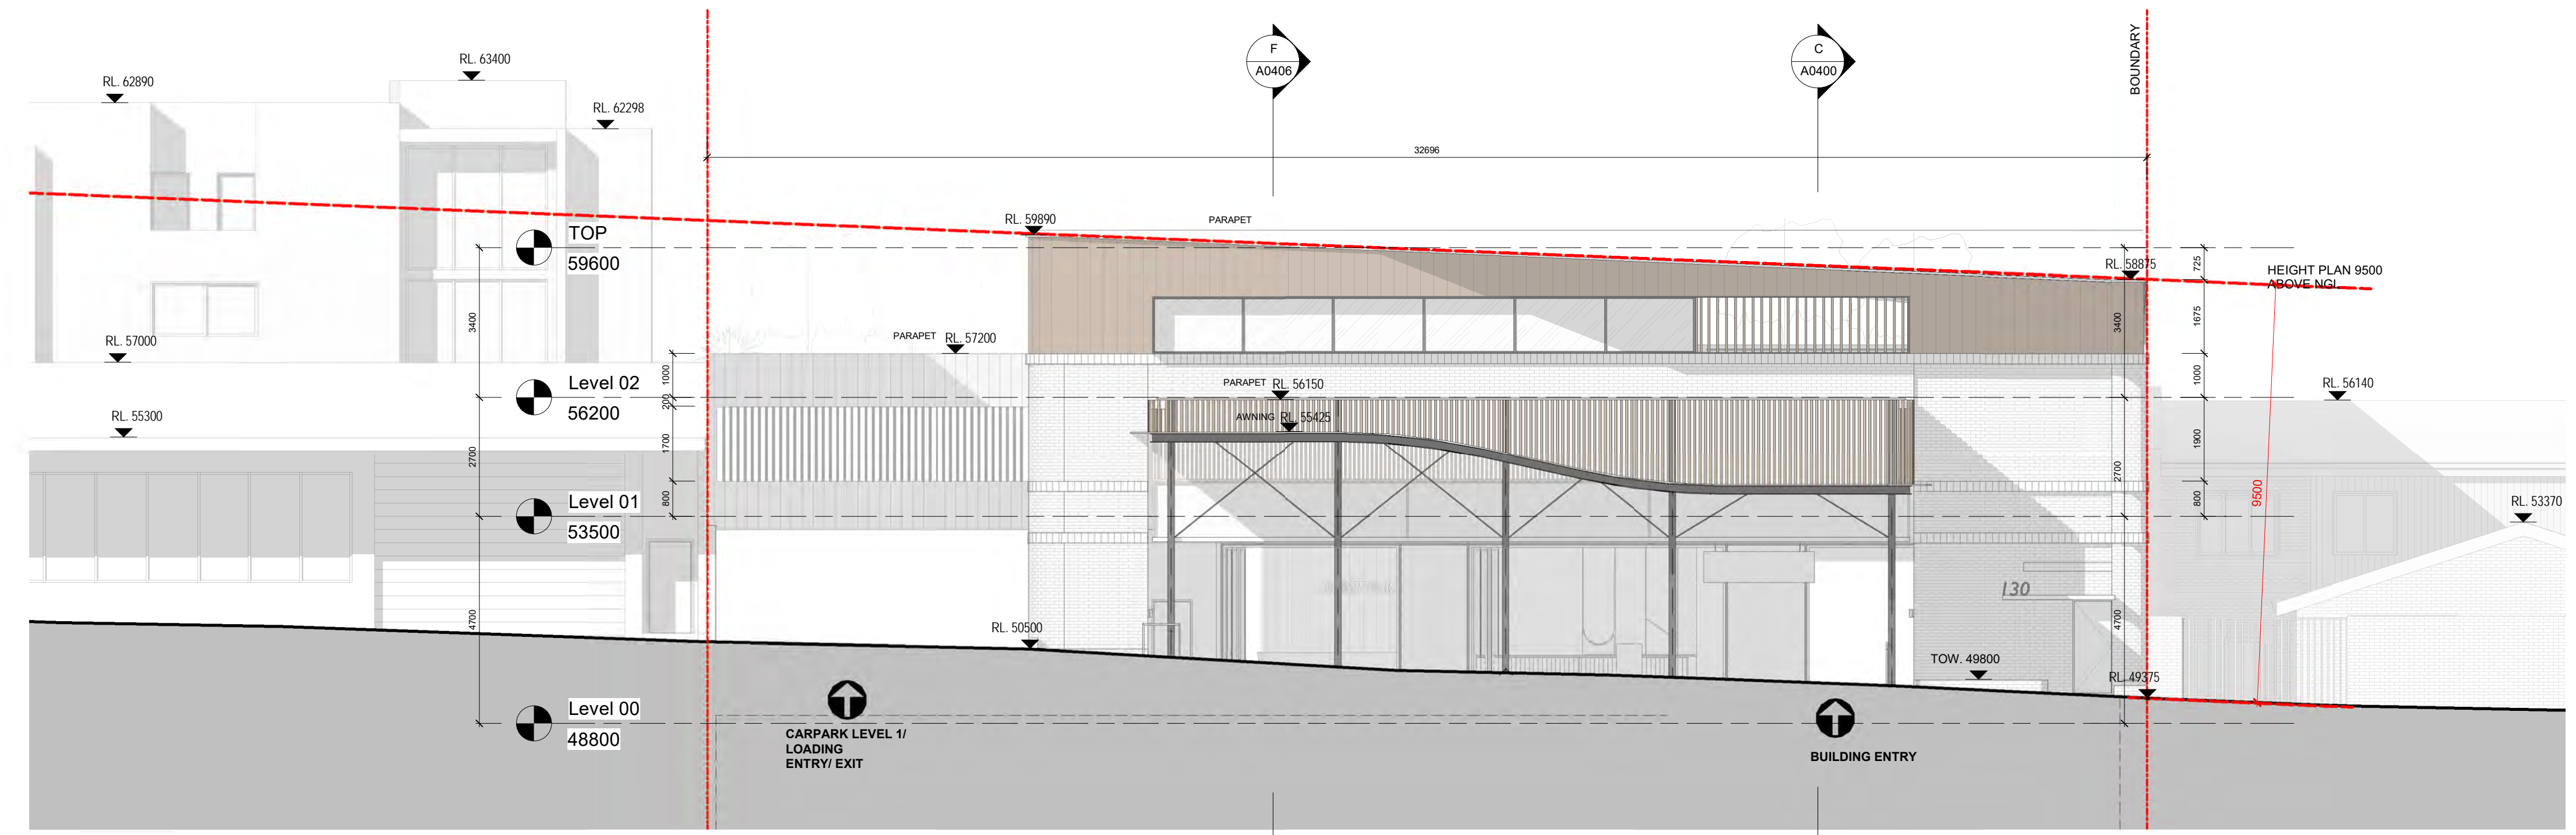 BOUNDARY
F
A0406
C
A0400
RL. 63400
RL. 62890
RL. 62298
32696
RL. 59890
PARAPET
TOP
59600
RL. 58875
725
HEIGHT PLAN 9500
ABOVE NGL
3400
3400
1675
RL. 57000
PARAPET RL. 57200
Level 02
56200
1000
200
PARAPET RL. 56150
1000
RL. 56140
RL. 55300
AWNING RL. 55425
2700
1700
2700
1900
Level 01
53500
800
800
9500
RL. 53370
130
4700
4700
RL. 50500
TOW. 49800
RL. 49375
Level 00
48800
CARPARK LEVEL 1/
LOADING
ENTRY/ EXIT
BUILDING ENTRY